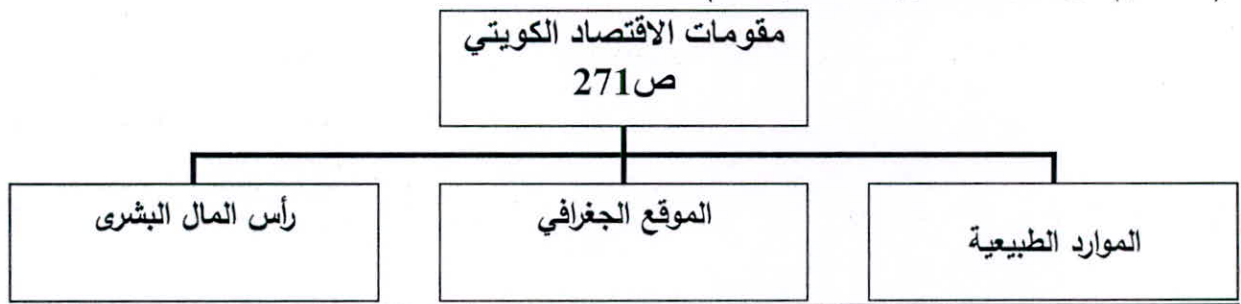 مقومات الاقتصاد الكويتي
ص271
الموارد الطبيعية
الموقع الجغرافي
رأس المال البشرى